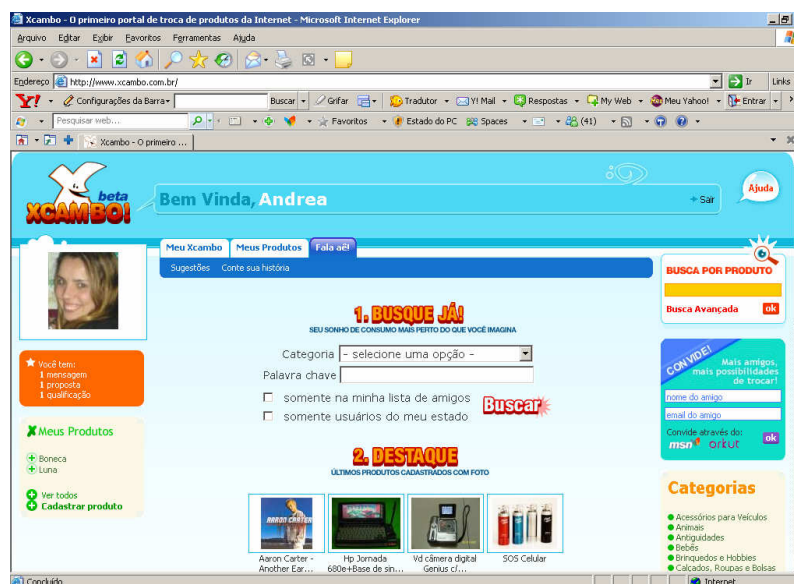 Xcambo - O primeiro portal de troca de produtos da Internet - Microsoft Internet Explorer
Arquivo Editar Exibir Favoritos Ferramentas Ajuda
Endereço http://www.xcambo.com.br/ Ir Links
Y! Configurações da Barra Buscar Grifar Tradutor Y! Mail Respostas My Web Meu Yahoo! Entrar
Pesquisar web... Favoritos Estado do PC Spaces (41)
Xcambo - O primeiro ...
beta
XCAMBO!
Bem Vinda, Andrea
Sair
Ajuda
Meu Xcambo Meus Produtos Fala aê!
Sugestões Conte sua história
Você tem:
1 mensagem
1 proposta
1 qualificação
Meus Produtos
Boneca
Luna
Ver todos
Cadastrar produto
1. BUSQUE JÁ!
SEU SONHO DE CONSUMO MAIS PERTO DO QUE VOCÊ IMAGINA
Categoria - selecione uma opção -
Palavra chave
somente na minha lista de amigos
somente usuários do meu estado
Buscar
2. DESTAQUE
ÚLTIMOS PRODUTOS CADASTRADOS COM FOTO
AARON CARTER
Aaron Carter -
Another Ear...
Hp Jornada
680e+Base de sin...
Vd câmera digital
Genius c/...
SOS Celular
BUSCA POR PRODUTO
Busca Avançada ok
CONVIDE!
Mais amigos,
mais possibilidades
de trocar!
nome do amigo
email do amigo
Convide através do:
msn orkut ok
Categorias
Acessórios para Veículos
Animais
Antiguidades
Bebês
Brinquedos e Hobbies
Calçados, Roupas e Bolsas
Concluído Internet